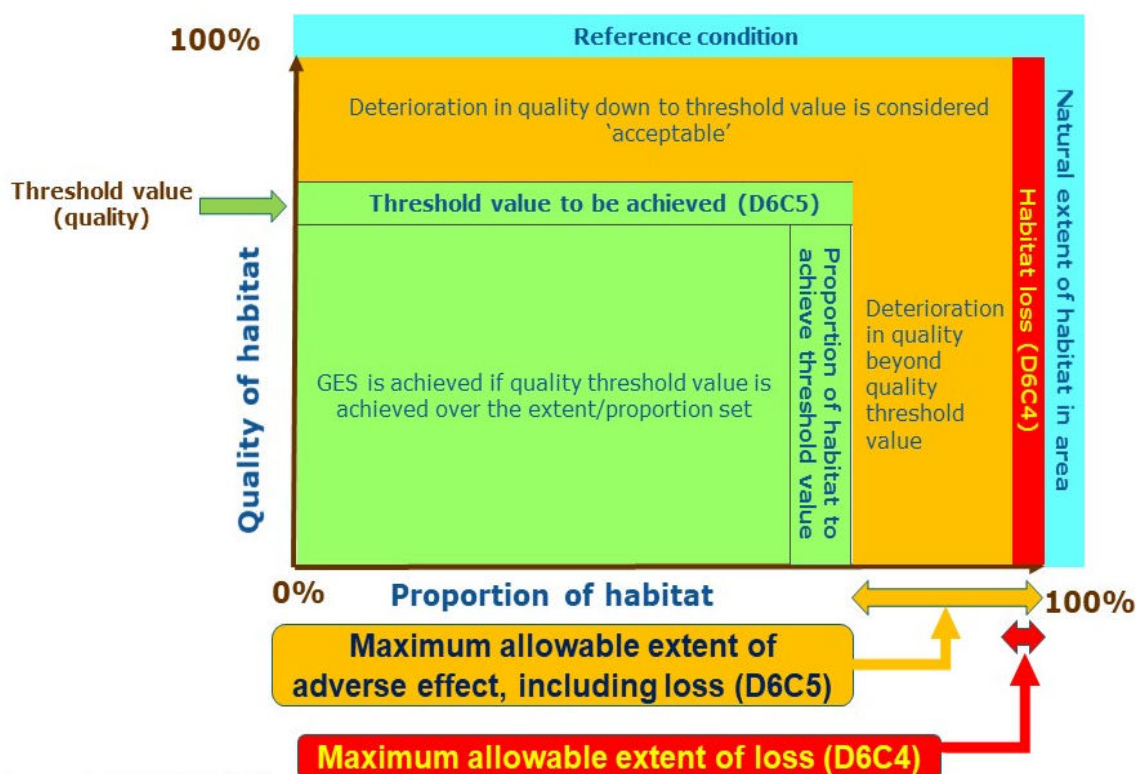 100%
Reference condition
Deterioration in quality down to threshold value is considered
‘acceptable’
Threshold value
(quality)
Threshold value to be achieved (D6C5)
Quality of habitat
GES is achieved if quality threshold value is
achieved over the extent/proportion set
Proportion of habitat to
achieve threshold value
Deterioration
in quality
beyond
quality
threshold
value
Habitat loss (D6C4)
Natural extent of habitat in area
0%
Proportion of habitat
100%
Maximum allowable extent of
adverse effect, including loss (D6C5)
Maximum allowable extent of loss (D6C4)